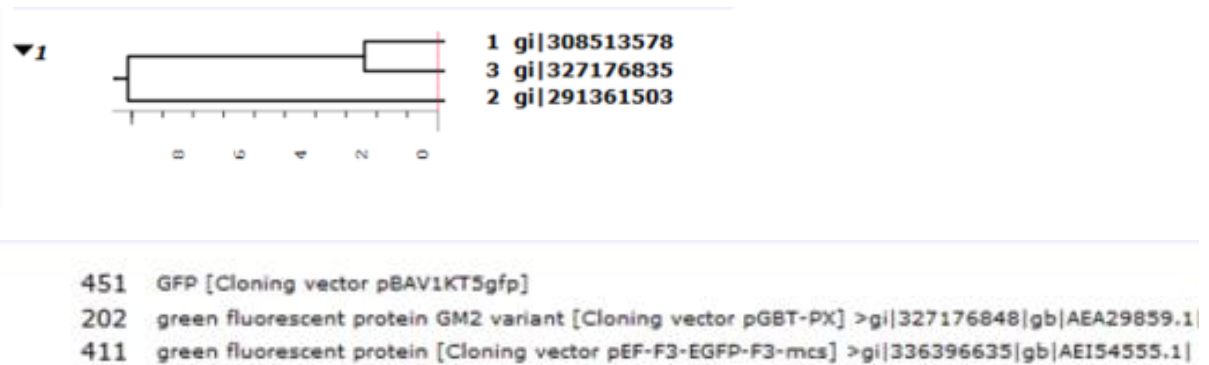 ▼1
1 gi|308513578
3 gi|327176835
2 gi|291361503
8 6 4 2 0
451 GFP [Cloning vector pBAV1KT5gfp]
202 green fluorescent protein GM2 variant [Cloning vector pGBT-PX] >gi|327176848|gb|AEA29859.1|
411 green fluorescent protein [Cloning vector pEF-F3-EGFP-F3-mcs] >gi|336396635|gb|AEI54555.1|